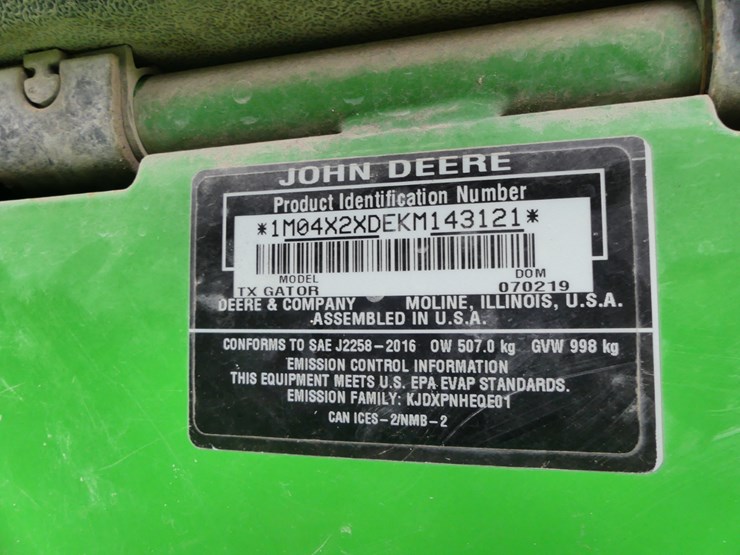 JOHN DEERE
Product Identification Number
*1M04X2XDEKM143121*
MODEL DOM
TX GATOR 070219
DEERE & COMPANY MOLINE, ILLINOIS, U.S.A.
ASSEMBLED IN U.S.A.
CONFORMS TO SAE J2258-2016 OW 507.0 kg GVW 998 kg
EMISSION CONTROL INFORMATION
THIS EQUIPMENT MEETS U.S. EPA EVAP STANDARDS.
EMISSION FAMILY: KJDXPNHEQE01
CAN ICES-2/NMB-2